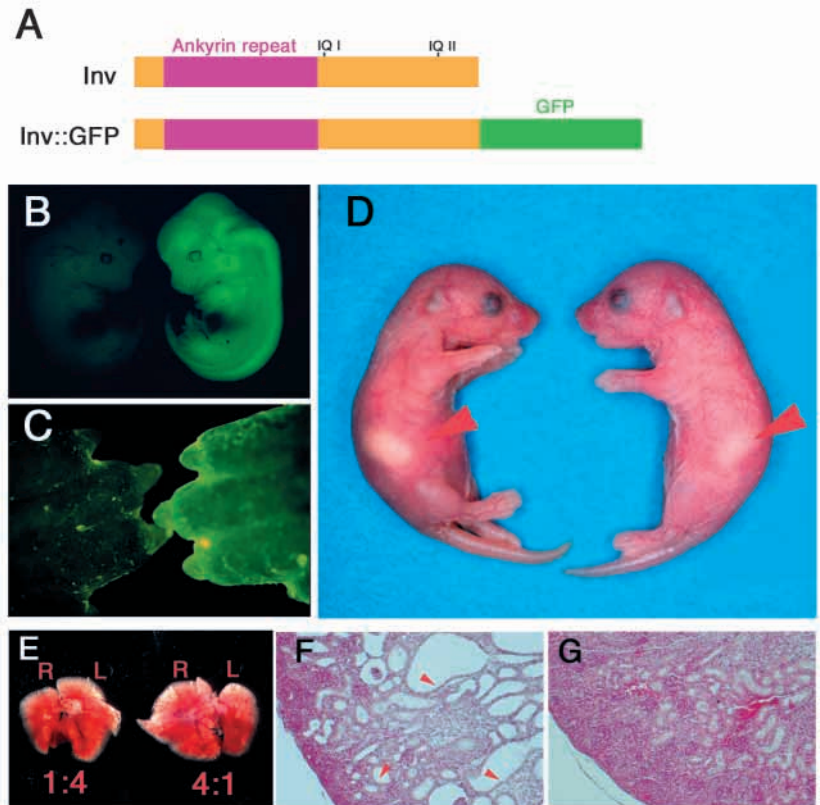 A
Ankyrin repeat
IQ I
IQ II
Inv
GFP
Inv::GFP
B
C
D
E
R L
R L
1:4
4:1
F
G